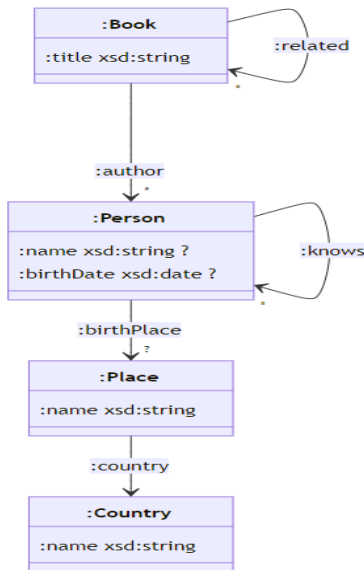 :Book
:title xsd:string
:related
*
:author
*
:Person
:name xsd:string ?
:birthDate xsd:date ?
:knows
*
:birthPlace
?
:Place
:name xsd:string
:country
:Country
:name xsd:string